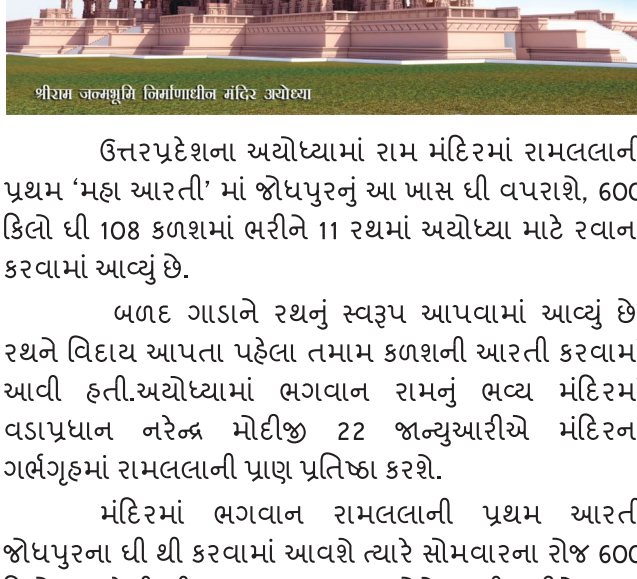 श्रीराम जन्मभूमि निर्माणाधीन मंदिर अयोध्या
ઉત્તરપ્રદેશના અયોધ્યામાં રામ મંદિરમાં રામલલાની
પ્રથમ ‘મહા આરતી’ માં જોધપુરનું આ ખાસ ઘી વપરાશે, 600
કિલો ઘી 108 કળશમાં ભરીને 11 રથમાં અયોધ્યા માટે રવાન
કરવામાં આવ્યું છે.
બળદ ગાડાને રથનું સ્વરૂપ આપવામાં આવ્યું છે
રથને વિદાય આપતા પહેલા તમામ કળશની આરતી કરવામાં
આવી હતી.અયોધ્યામાં ભગવાન રામનું ભવ્ય મંદિરમાં
વડાપ્રધાન નરેન્દ્ર મોદીજી 22 જાન્યુઆરીએ મંદિરન
ગર્ભગૃહમાં રામલલાની પ્રાણ પ્રતિષ્ઠા કરશે.
મંદિરમાં ભગવાન રામલલાની પ્રથમ આરતી
જોધપુરના ઘી થી કરવામાં આવશે ત્યારે સોમવારના રોજ 600